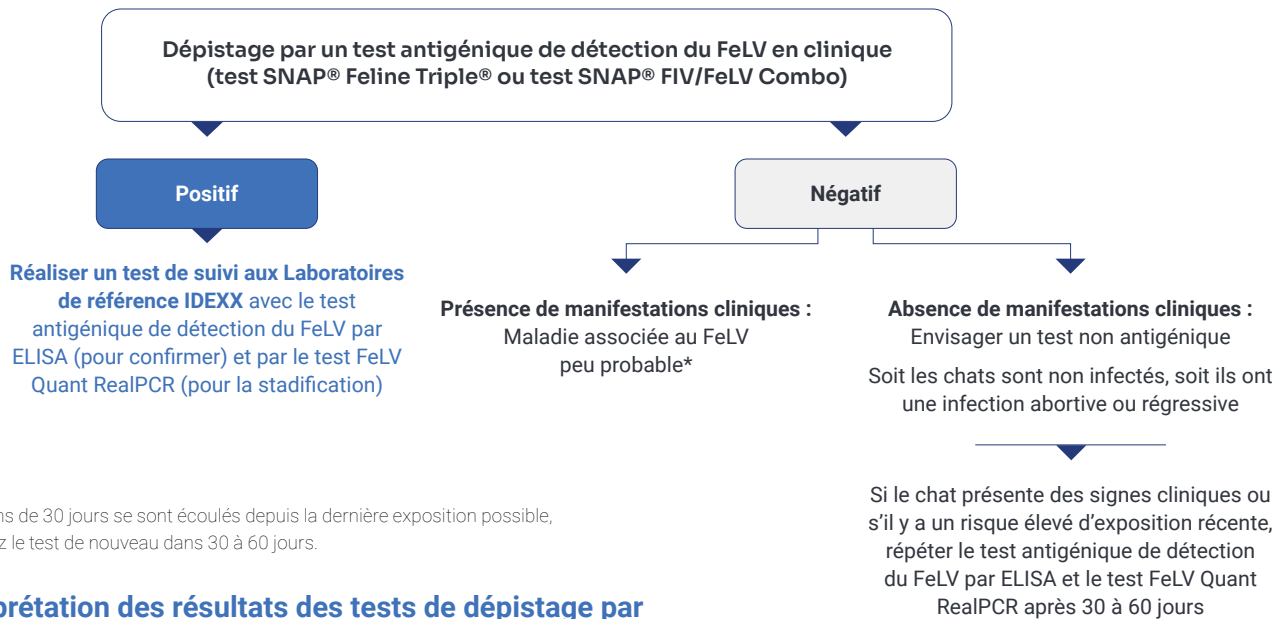 Dépistage par un test antigénique de détection du FeLV en clinique
(test SNAP® Feline Triple® ou test SNAP® FIV/FeLV Combo)
Positif
Négatif
Réaliser un test de suivi aux Laboratoires
de référence IDEXX avec le test
antigénique de détection du FeLV par
ELISA (pour confirmer) et par le test FeLV
Quant RealPCR (pour la stadification)
Présence de manifestations cliniques :
Maladie associée au FeLV
peu probable*
Absence de manifestations cliniques :
Envisager un test non antigénique
Soit les chats sont non infectés, soit ils ont
une infection abortive ou régressive
Si le chat présente des signes cliniques ou
s'il y a un risque élevé d'exposition récente,
répéter le test antigénique de détection
du FeLV par ELISA et le test FeLV Quant
RealPCR après 30 à 60 jours
de 30 jours se sont écoulés depuis la dernière exposition possible,
le test de nouveau dans 30 à 60 jours.
des résultats des tests de dépistage par